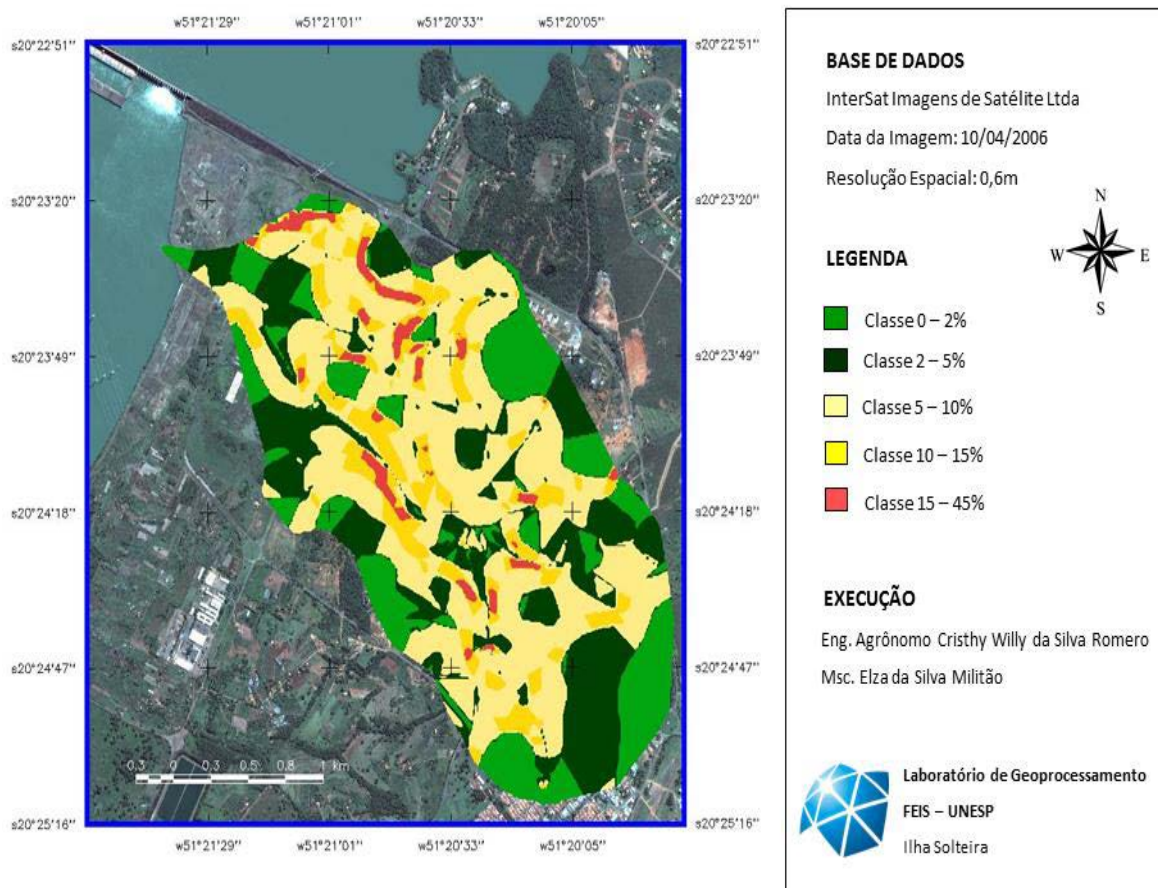 w51°21'29'' w51°21'01'' w51°20'33'' w51°20'05''
s20°22'51'' s20°22'51''
s20°23'20'' s20°23'20''
s20°23'49'' s20°23'49''
s20°24'18'' s20°24'18''
s20°24'47'' s20°24'47''
s20°25'16'' s20°25'16''
0.3 0 0.3 0.5 0.8 1 km
w51°21'29'' w51°21'01'' w51°20'33'' w51°20'05''
BASE DE DADOS
InterSat Imagens de Satélite Ltda
Data da Imagem: 10/04/2006
Resolução Espacial: 0,6m
N
W E
S
LEGENDA
Classe 0 – 2%
Classe 2 – 5%
Classe 5 – 10%
Classe 10 – 15%
Classe 15 – 45%
EXECUÇÃO
Eng. Agrônomo Cristhy Willy da Silva Romero
Msc. Elza da Silva Militão
Laboratório de Geoprocessamento
FEIS – UNESP
Ilha Solteira